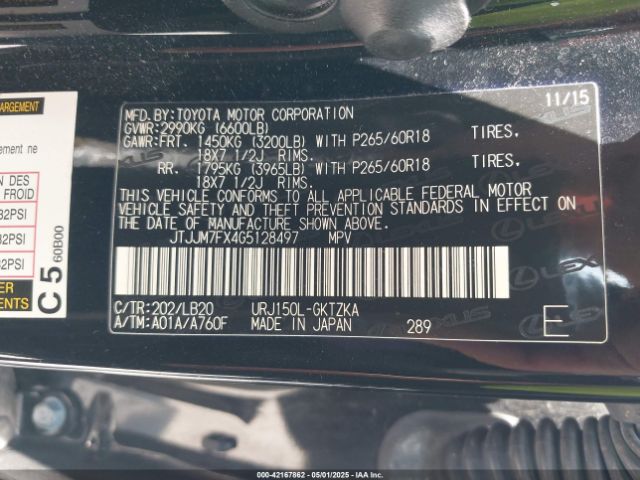 MFD. BY:TOYOTA MOTOR CORPORATION 11/15
GVWR:2990KG (6600LB)
GAWR:FRT. 1450KG (3200LB) WITH P265/60R18 TIRES.
18X7 1/2J RIMS.
RR. 1795KG (3965LB) WITH P265/60R18 TIRES.
18X7 1/2J RIMS.
THIS VEHICLE CONFORMS TO ALL APPLICABLE FEDERAL MOTOR
VEHICLE SAFETY AND THEFT PREVENTION STANDARDS IN EFFECT ON
THE DATE OF MANUFACTURE SHOWN ABOVE.
JTJJM7FX4G5128497 MPV
C/TR:202/LB20 URJ150L-GKTZKA
A/TM:A01A/A760F MADE IN JAPAN 289 E
LEXUS
ARGEMENT
ement ne
N DES
FROID
32PSI
32PSI
32PSI
ER
ENTS
C5 60B00
000-42167862 05/01/2025 IAA, Inc.